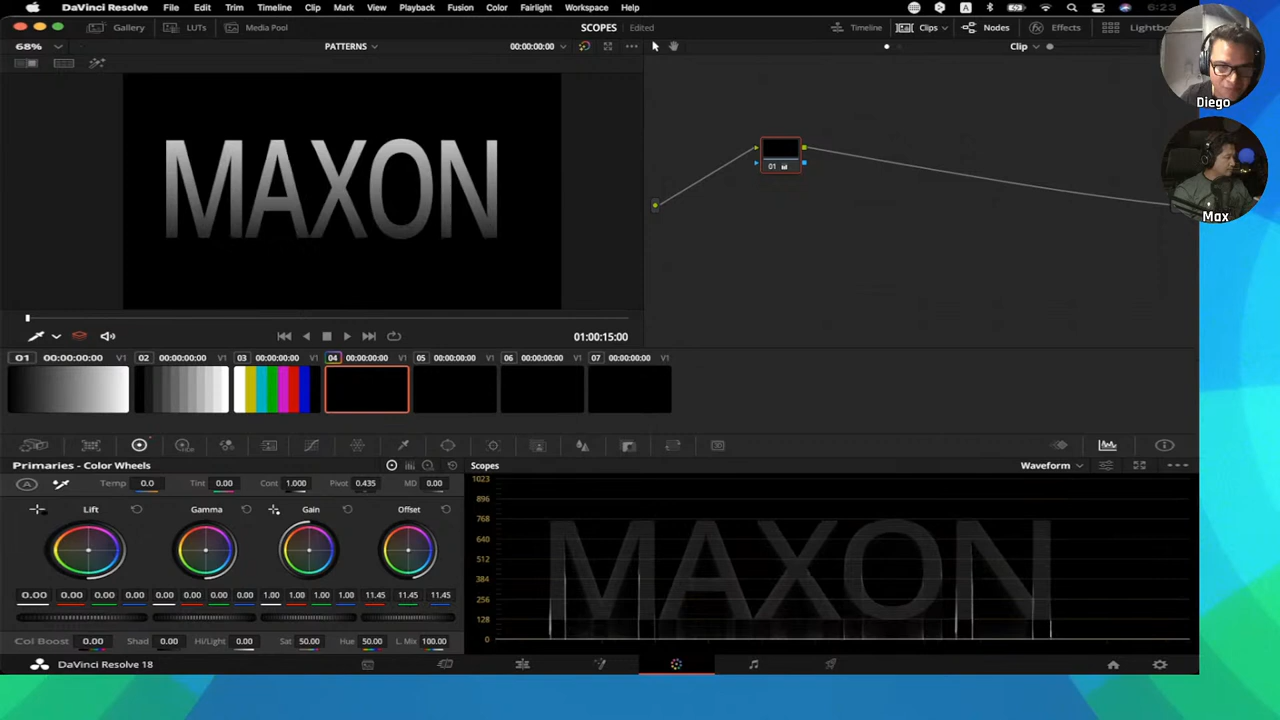 DaVinci Resolve File Edit Trim Timeline Clip Mark View Playback Fusion Color Fairlight Workspace Help A 6:23
Gallery LUTs Media Pool SCOPES Edited Timeline Clips Nodes Effects Lightbo
68% PATTERNS 00:00:00:00 Clip
Diego
Max
MAXON
01
01:00:15:00
01 00:00:00:00 V1 02 00:00:00:00 V1 03 00:00:00:00 V1 04 00:00:00:00 V1 05 00:00:00:00 V1 06 00:00:00:00 V1 07 00:00:00:00 V1
Primaries - Color Wheels
Scopes Waveform
A Temp 0.0 Tint 0.00 Cont 1.000 Pivot 0.435 MD 0.00
Lift Gamma Gain Offset
0.00 0.00 0.00 0.00 0.00 0.00 0.00 0.00 1.00 1.00 1.00 1.00 11.45 11.45 11.45
Col Boost 0.00 Shad 0.00 Hi/Light 0.00 Sat 50.00 Hue 50.00 L. Mix 100.00
1023
896
768
640
512
384
256
128
0
MAXON
DaVinci Resolve 18